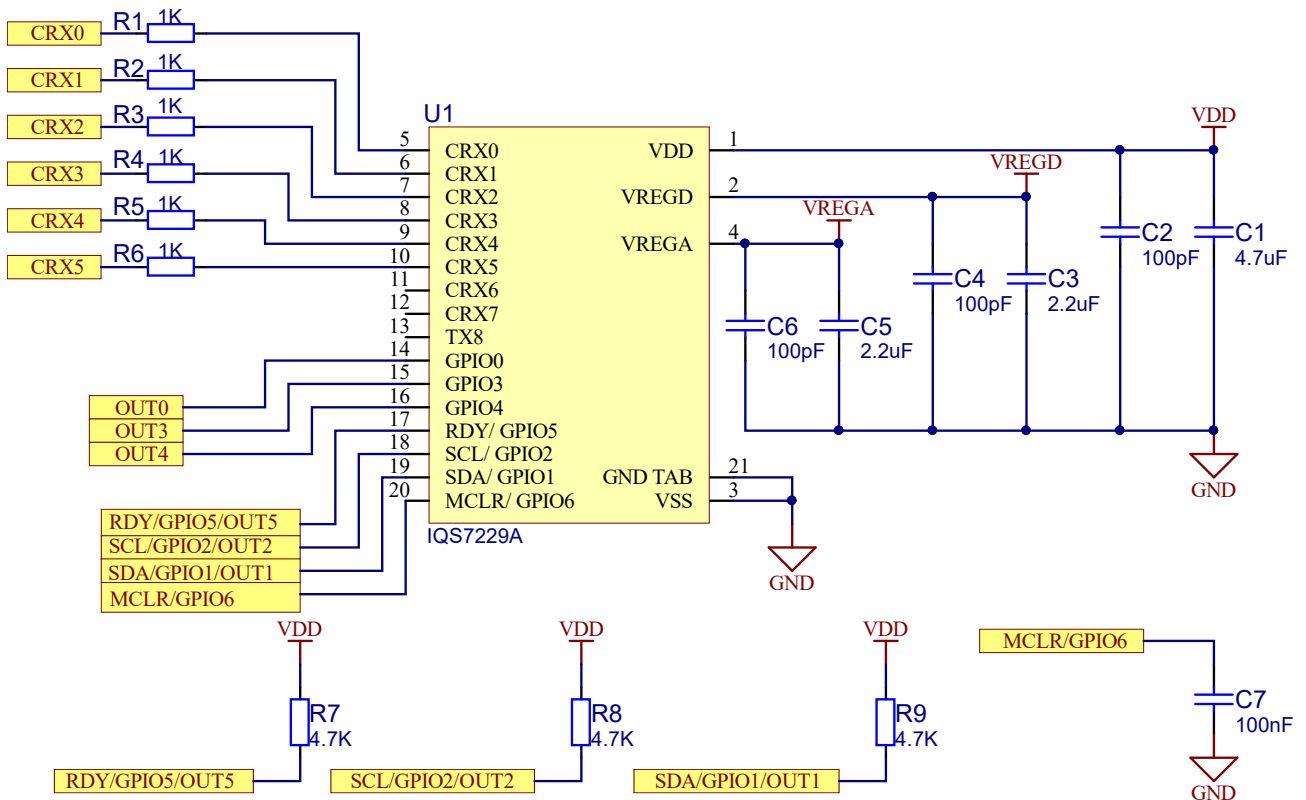 CRX0 R1 1K
CRX1 R2 1K
CRX2 R3 1K
CRX3 R4 1K
CRX4 R5 1K
CRX5 R6 1K
U1
5 CRX0
6 CRX1
7 CRX2
8 CRX3
9 CRX4
10 CRX5
11 CRX6
12 CRX7
13 TX8
14 GPIO0
15 GPIO3
16 GPIO4
17 RDY/ GPIO5
18 SCL/ GPIO2
19 SDA/ GPIO1
20 MCLR/ GPIO6
VDD 1
VREGD 2
VREGA 4
GND TAB 21
VSS 3
IQS7229A
VDD
VREGD
VREGA
C2
100pF
C1
4.7uF
C4
100pF
C3
2.2uF
C6
100pF
C5
2.2uF
GND
GND
OUT0
OUT3
OUT4
RDY/GPIO5/OUT5
SCL/GPIO2/OUT2
SDA/GPIO1/OUT1
MCLR/GPIO6
VDD
R7
4.7K
RDY/GPIO5/OUT5
VDD
R8
4.7K
SCL/GPIO2/OUT2
VDD
R9
4.7K
SDA/GPIO1/OUT1
MCLR/GPIO6
C7
100nF
GND